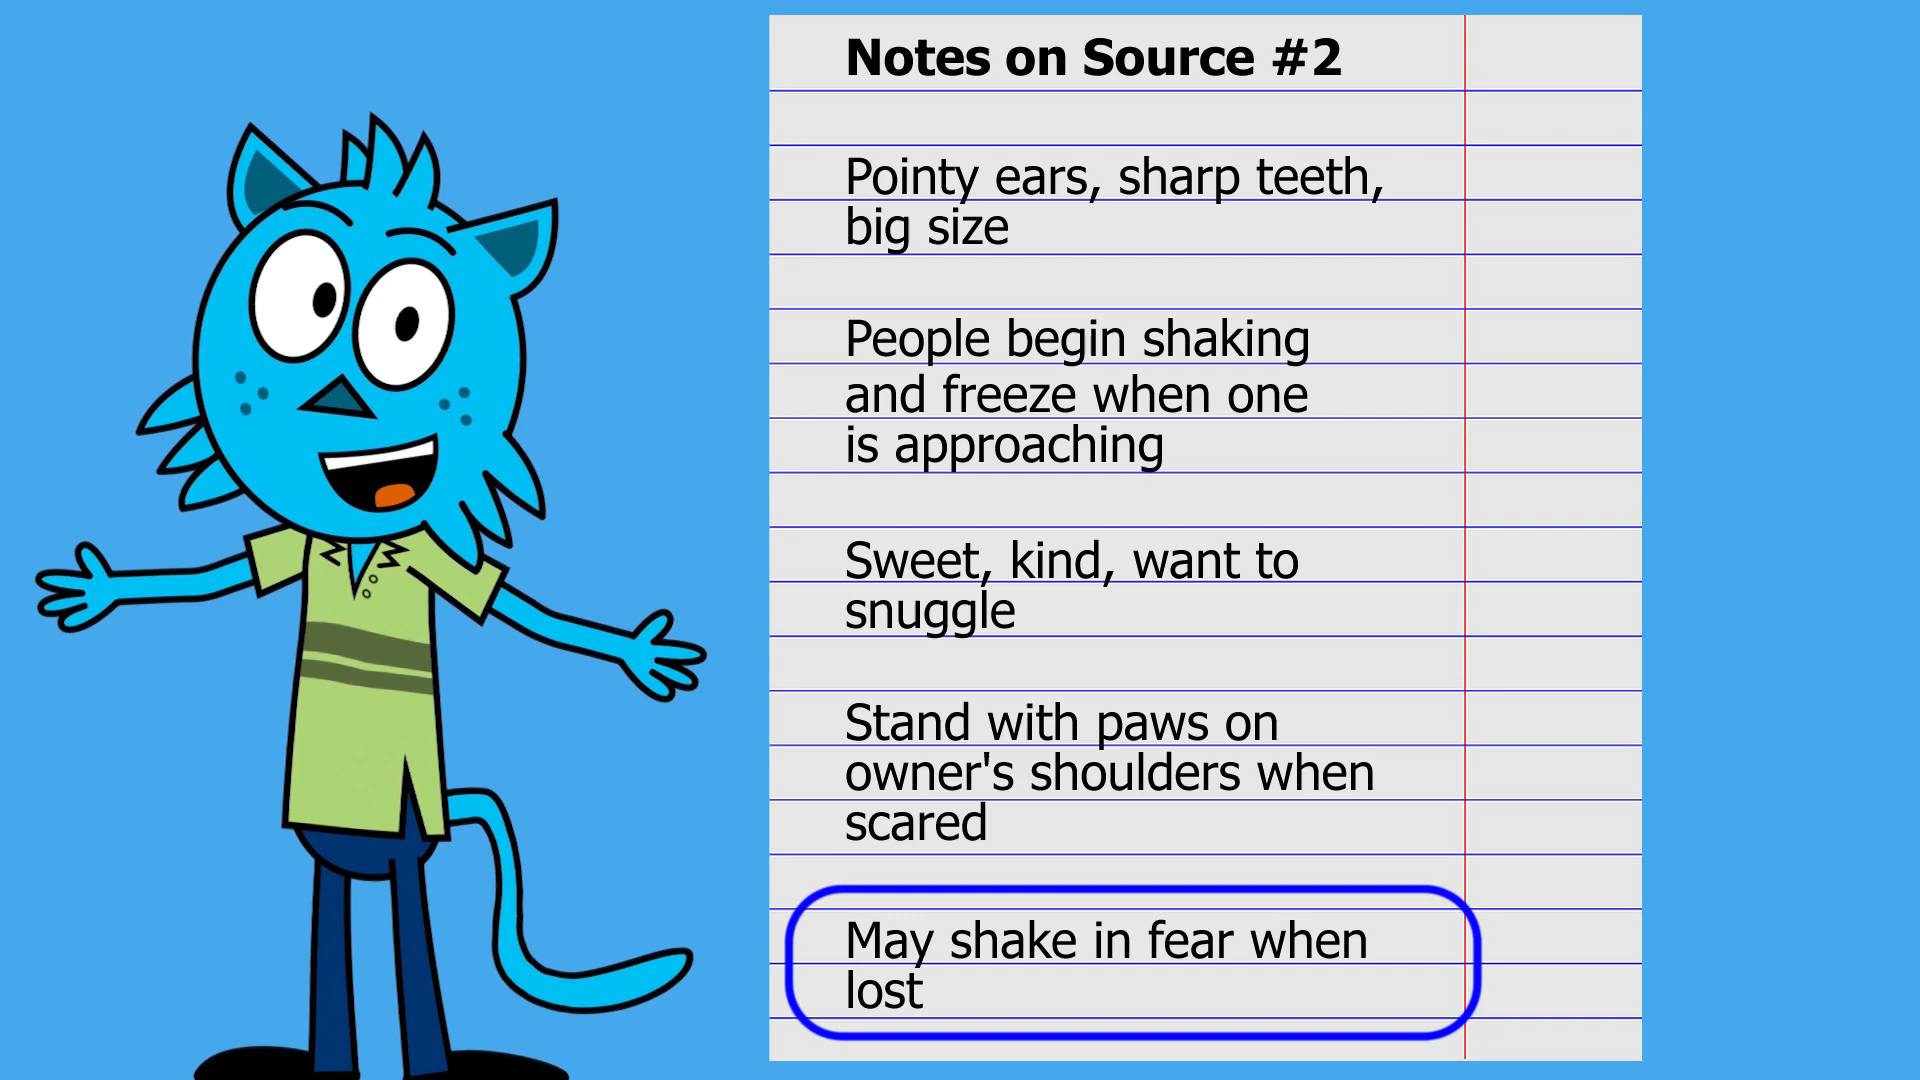 Notes on Source #2
Pointy ears, sharp teeth,
big size
People begin shaking
and freeze when one
is approaching
Sweet, kind, want to
snuggle
Stand with paws on
owner's shoulders when
scared
May shake in fear when
lost